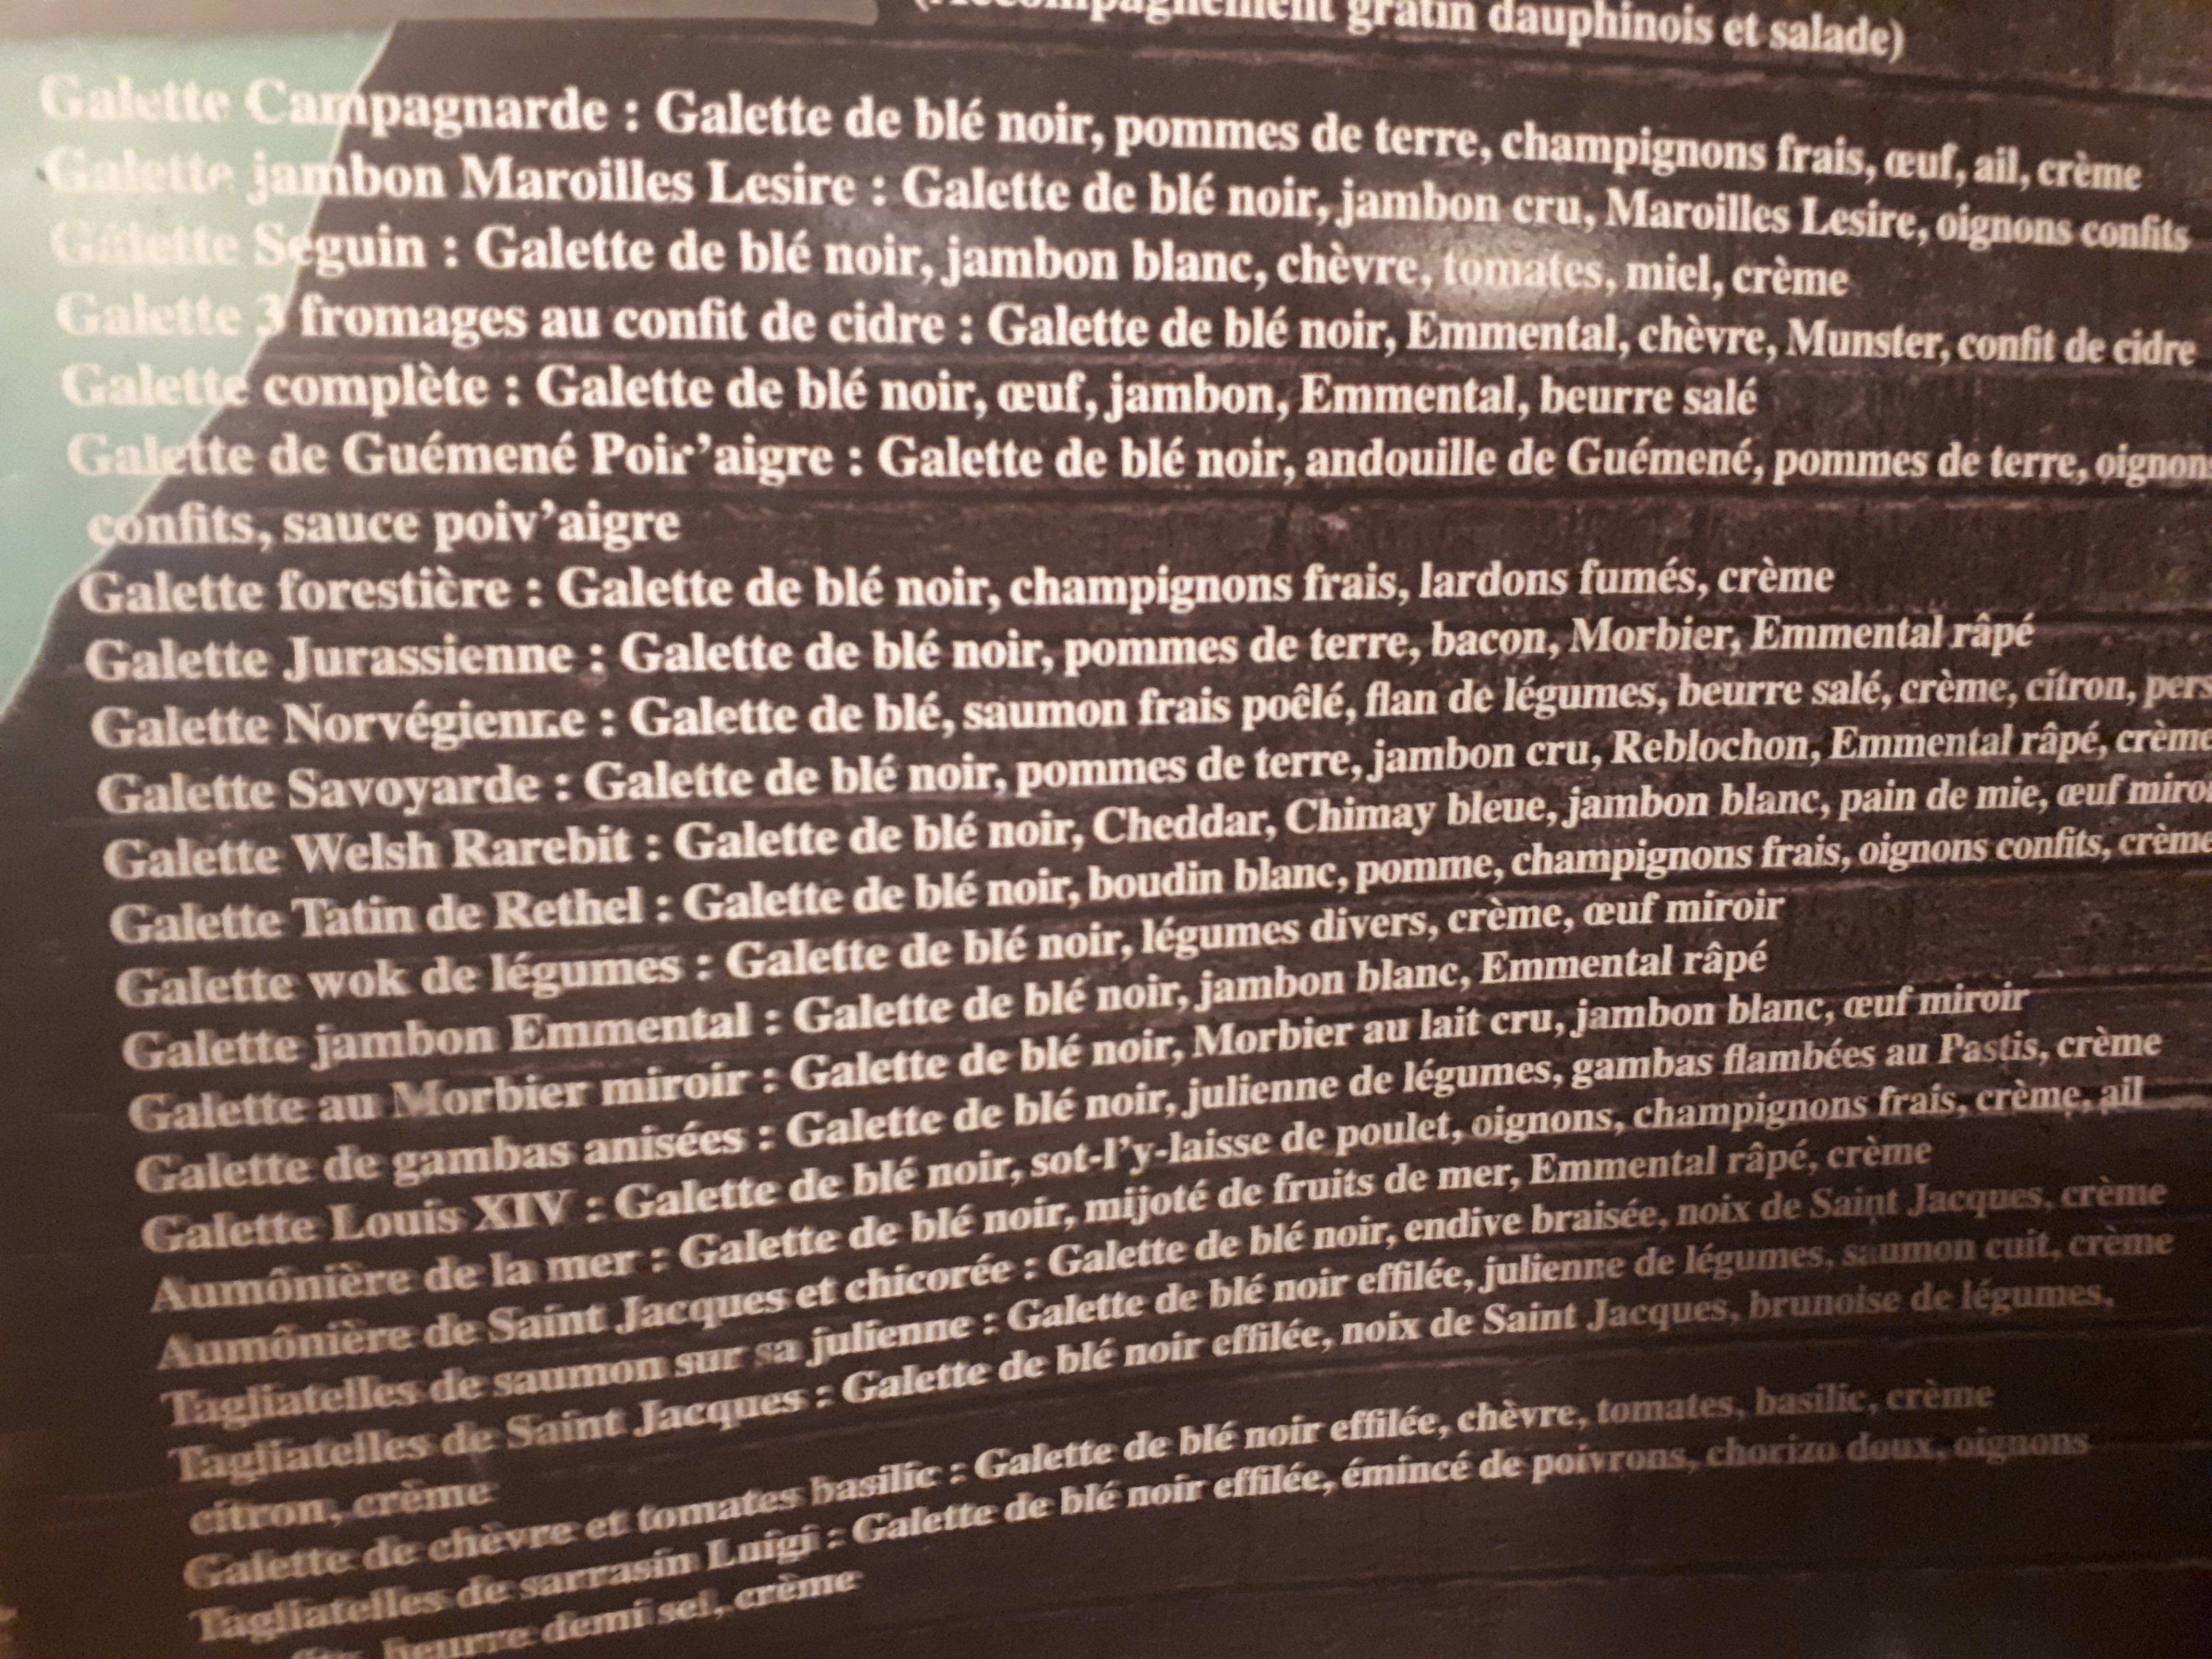 (Accompagnement gratin dauphinois et salade)
Galette Campagnarde : Galette de blé noir, pommes de terre, champignons frais, œuf, ail, crème
Galette jambon Maroilles Lesire : Galette de blé noir, jambon cru, Maroilles Lesire, oignons confits
Galette Seguin : Galette de blé noir, jambon blanc, chèvre, tomates, miel, crème
Galette 3 fromages au confit de cidre : Galette de blé noir, Emmental, chèvre, Munster, confit de cidre
Galette complète : Galette de blé noir, œuf, jambon, Emmental, beurre salé
Galette de Guémené Poir'aigre : Galette de blé noir, andouille de Guémené, pommes de terre, oignons
confits, sauce poiv'aigre
Galette forestière : Galette de blé noir, champignons frais, lardons fumés, crème
Galette Jurassienne : Galette de blé noir, pommes de terre, bacon, Morbier, Emmental râpé
Galette Norvégienne : Galette de blé, saumon frais poêlé, flan de légumes, beurre salé, crème, citron, pers
Galette Savoyarde : Galette de blé noir, pommes de terre, jambon cru, Reblochon, Emmental râpé, crème
Galette Welsh Rarebit : Galette de blé noir, Cheddar, Chimay bleue, jambon blanc, pain de mie, œuf miroi
Galette Tatin de Rethel : Galette de blé noir, boudin blanc, pomme, champignons frais, oignons confits, crème
Galette wok de légumes : Galette de blé noir, légumes divers, crème, œuf miroir
Galette jambon Emmental : Galette de blé noir, jambon blanc, Emmental râpé
Galette au Morbier miroir : Galette de blé noir, Morbier au lait cru, jambon blanc, œuf miroir
Galette de gambas anisées : Galette de blé noir, julienne de légumes, gambas flambées au Pastis, crème
Galette Louis XIV : Galette de blé noir, sot-l'y-laisse de poulet, oignons, champignons frais, crème, ail
Aumônière de la mer : Galette de blé noir, mijoté de fruits de mer, Emmental râpé, crème
Aumônière de Saint Jacques et chicorée : Galette de blé noir, endive braisée, noix de Saint Jacques, crème
Tagliatelles de saumon sur sa julienne : Galette de blé noir effilée, julienne de légumes, saumon cuit, crème
Tagliatelles de Saint Jacques : Galette de blé noir effilée, noix de Saint Jacques, brunoise de légumes,
citron, crème
Galette de chèvre et tomates basilic : Galette de blé noir effilée, chèvre, tomates, basilic, crème
Tagliatelles de sarrasin Luigi : Galette de blé noir effilée, émincé de poivrons, chorizo doux, oignons
beurre demi sel, crème